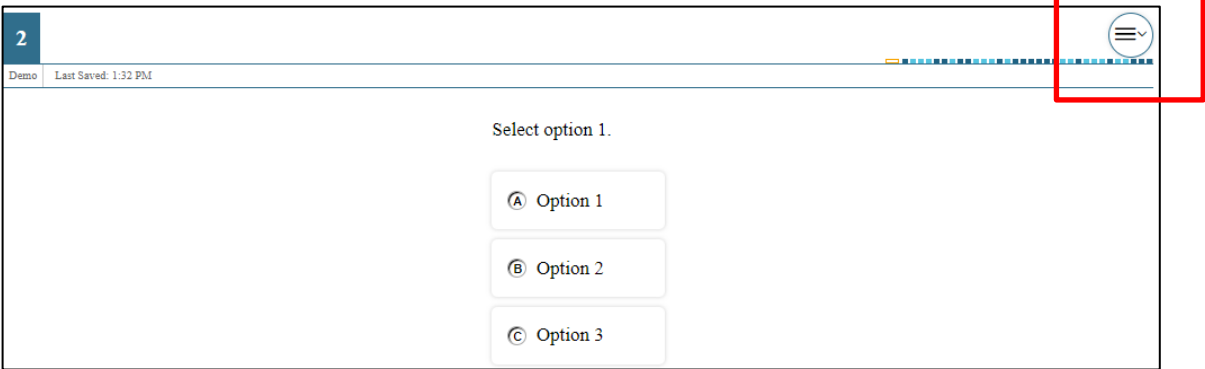 2
Demo Last Saved: 1:32 PM
Select option 1.
A Option 1
B Option 2
C Option 3